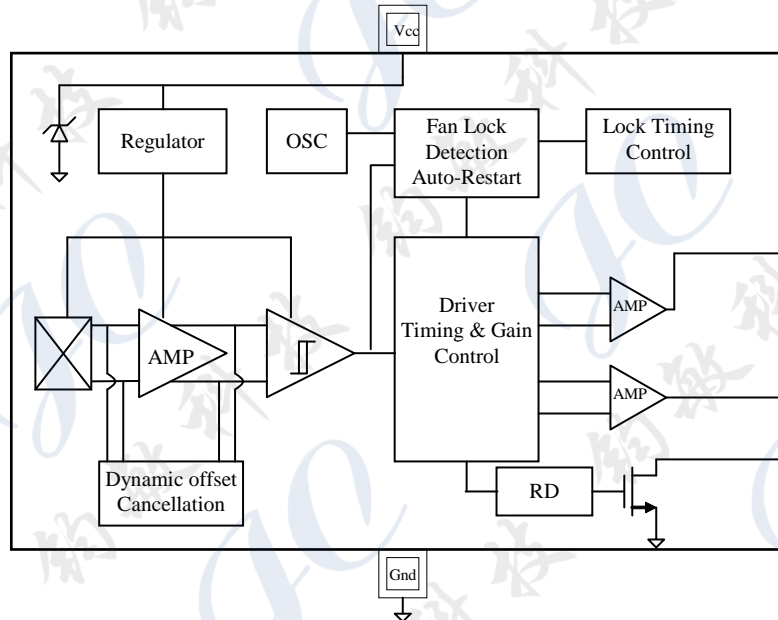 Vcc
Regulator
OSC
Fan Lock
Detection
Auto-Restart
Lock Timing
Control
AMP
Driver
Timing & Gain
Control
AMP
AMP
Dynamic offset
Cancellation
RD
Gnd